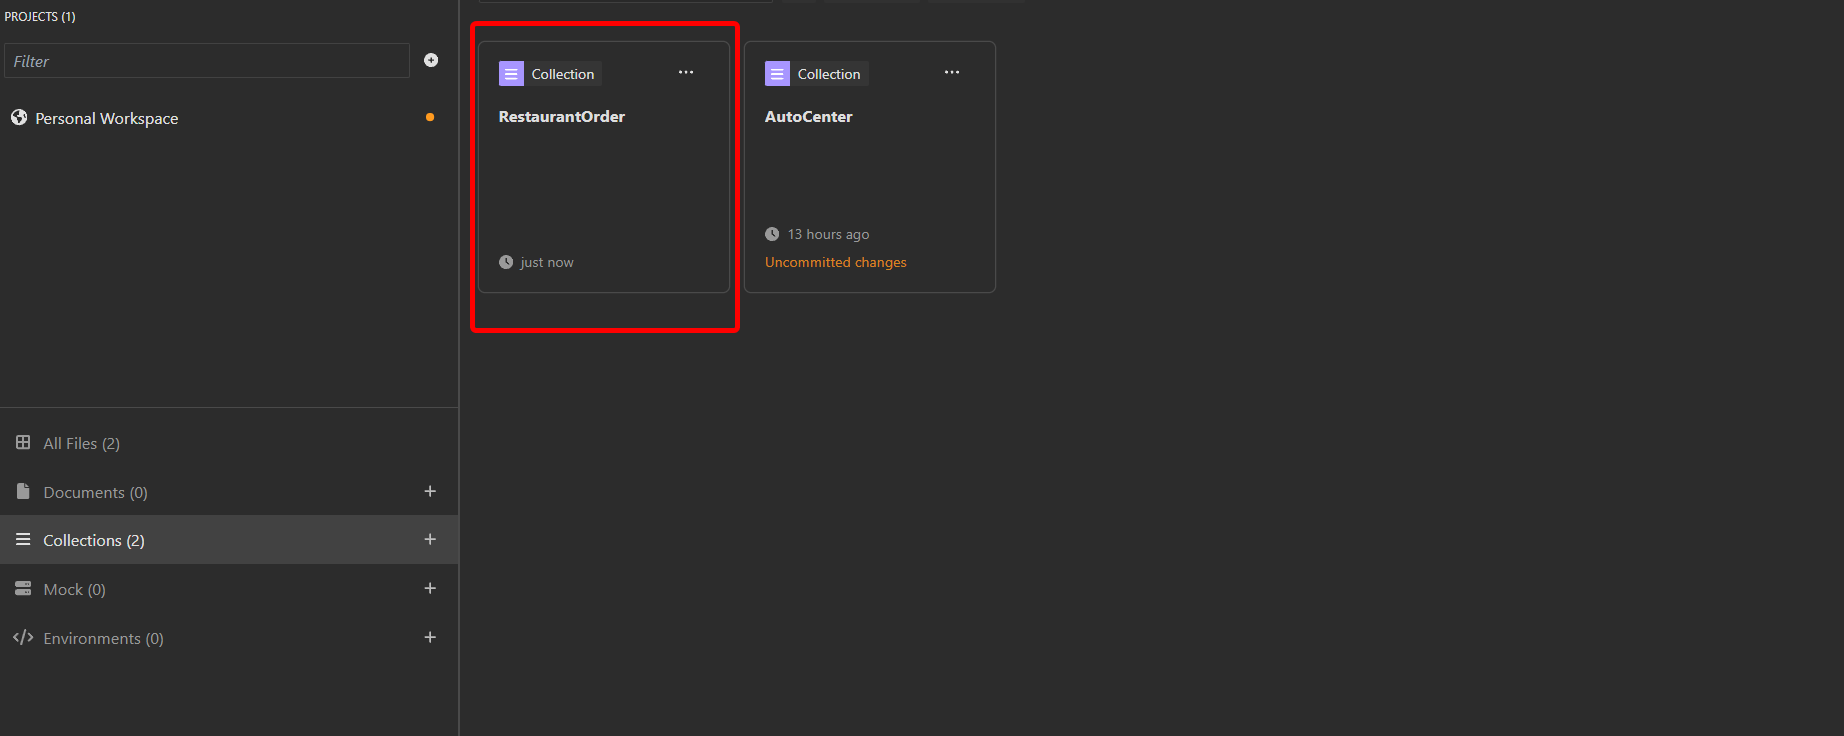 PROJECTS (1)
Filter
Personal Workspace
All Files (2)
Documents (0)
Collections (2)
Mock (0)
Environments (0)
Collection
RestaurantOrder
just now
Collection
AutoCenter
13 hours ago
Uncommitted changes